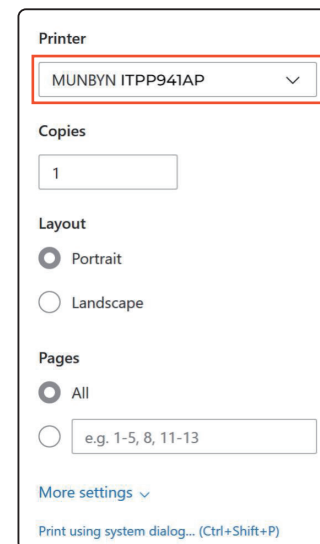 Printer
MUNBYN ITPP941AP
Copies
1
Layout
Portrait
Landscape
Pages
All
e.g. 1-5, 8, 11-13
More settings
Print using system dialog... (Ctrl+Shift+P)